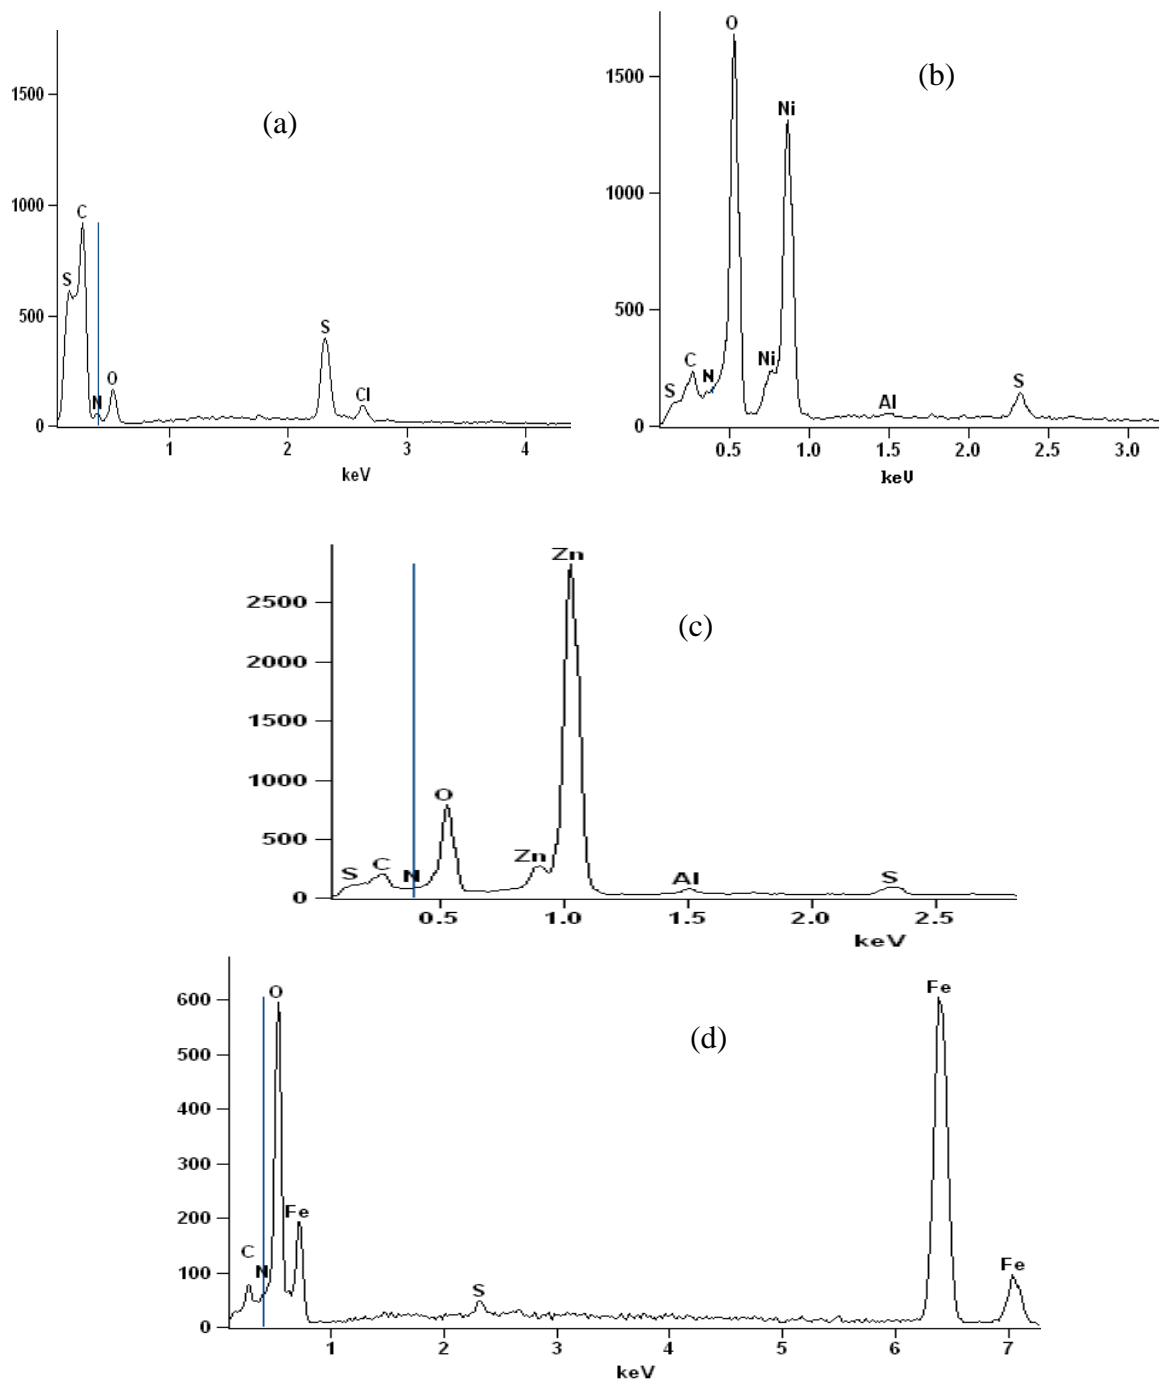 (a)
1500
1000
500
0
S
C
N
O
S
Cl
1 2 3 4
keV
(b)
1500
1000
500
0
S
C
N
O
Ni
Ni
Al
S
0.5 1.0 1.5 2.0 2.5 3.0
keV
(c)
2500
2000
1500
1000
500
0
S
C
N
O
Zn
Zn
Al
S
0.5 1.0 1.5 2.0 2.5
keV
(d)
600
500
400
300
200
100
0
C
N
O
Fe
S
Fe
Fe
1 2 3 4 5 6 7
keV